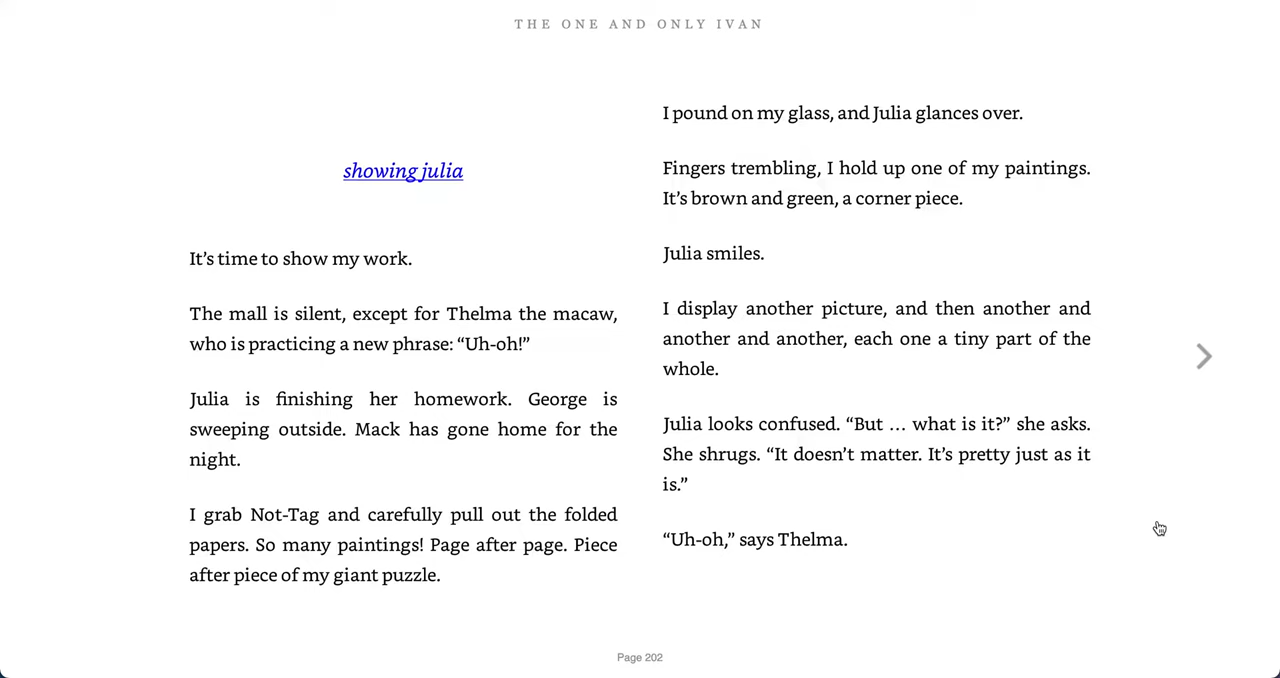 THE ONE AND ONLY IVAN
showing julia
It’s time to show my work.
The mall is silent, except for Thelma the macaw,
who is practicing a new phrase: “Uh-oh!”
Julia is finishing her homework. George is
sweeping outside. Mack has gone home for the
night.
I grab Not-Tag and carefully pull out the folded
papers. So many paintings! Page after page. Piece
after piece of my giant puzzle.
I pound on my glass, and Julia glances over.
Fingers trembling, I hold up one of my paintings.
It’s brown and green, a corner piece.
Julia smiles.
I display another picture, and then another and
another and another, each one a tiny part of the
whole.
Julia looks confused. “But … what is it?” she asks.
She shrugs. “It doesn’t matter. It’s pretty just as it
is.”
“Uh-oh,” says Thelma.
Page 202